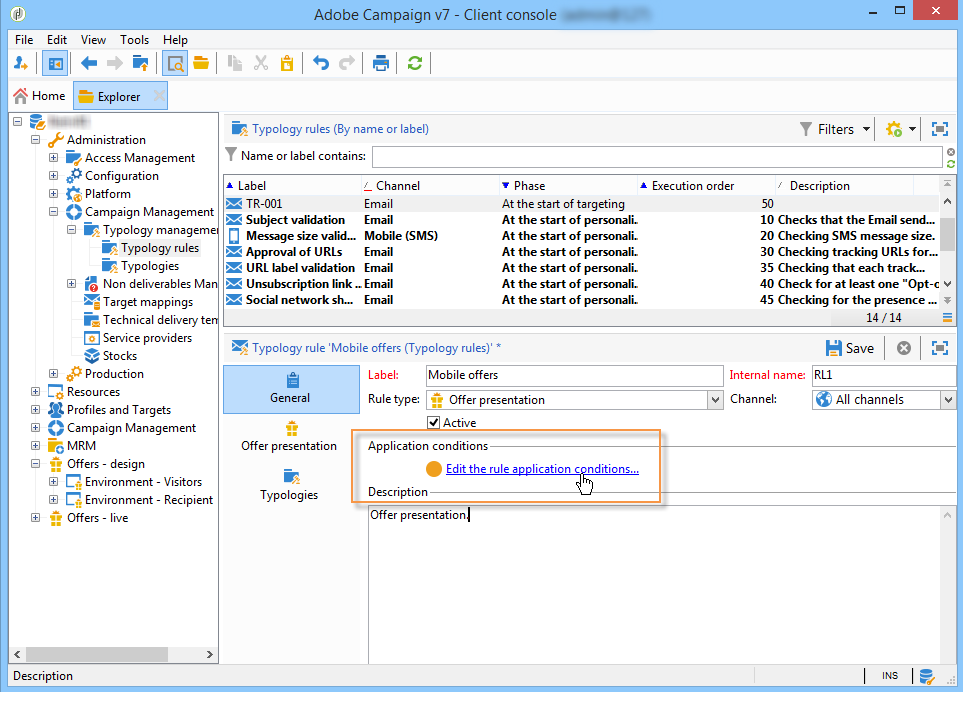 Adobe Campaign v7 - Client console
File Edit View Tools Help
Home Explorer
Administration
Access Management
Configuration
Platform
Campaign Management
Typology managemer
Typology rules
Typologies
Non deliverables Man
Target mappings
Technical delivery tem
Service providers
Stocks
Production
Resources
Profiles and Targets
Campaign Management
MRM
Offers - design
Environment - Visitors
Environment - Recipient
Offers - live
Typology rules (By name or label) Filters
Name or label contains:
Label Channel Phase Execution order Description
TR-001 Email At the start of targeting 50
Subject validation Email At the start of personali. 10 Checks that the Email send...
Message size valid... Mobile (SMS) At the start of personali. 20 Checking SMS message size.
Approval of URLs Email At the start of personali. 30 Checking tracking URLs for...
URL label validation Email At the start of personali. 35 Checking that each track...
Unsubscription link ... Email At the start of personali. 40 Check for at least one "Opt-o
Social network sh... Email At the start of personali. 45 Checking for the presence ...
14 / 14
Typology rule 'Mobile offers (Typology rules)' * Save
General
Offer presentation
Typologies
Label: Mobile offers Internal name: RL1
Rule type: Offer presentation Channel: All channels
Active
Application conditions
Edit the rule application conditions...
Description
Offer presentation.
Description INS